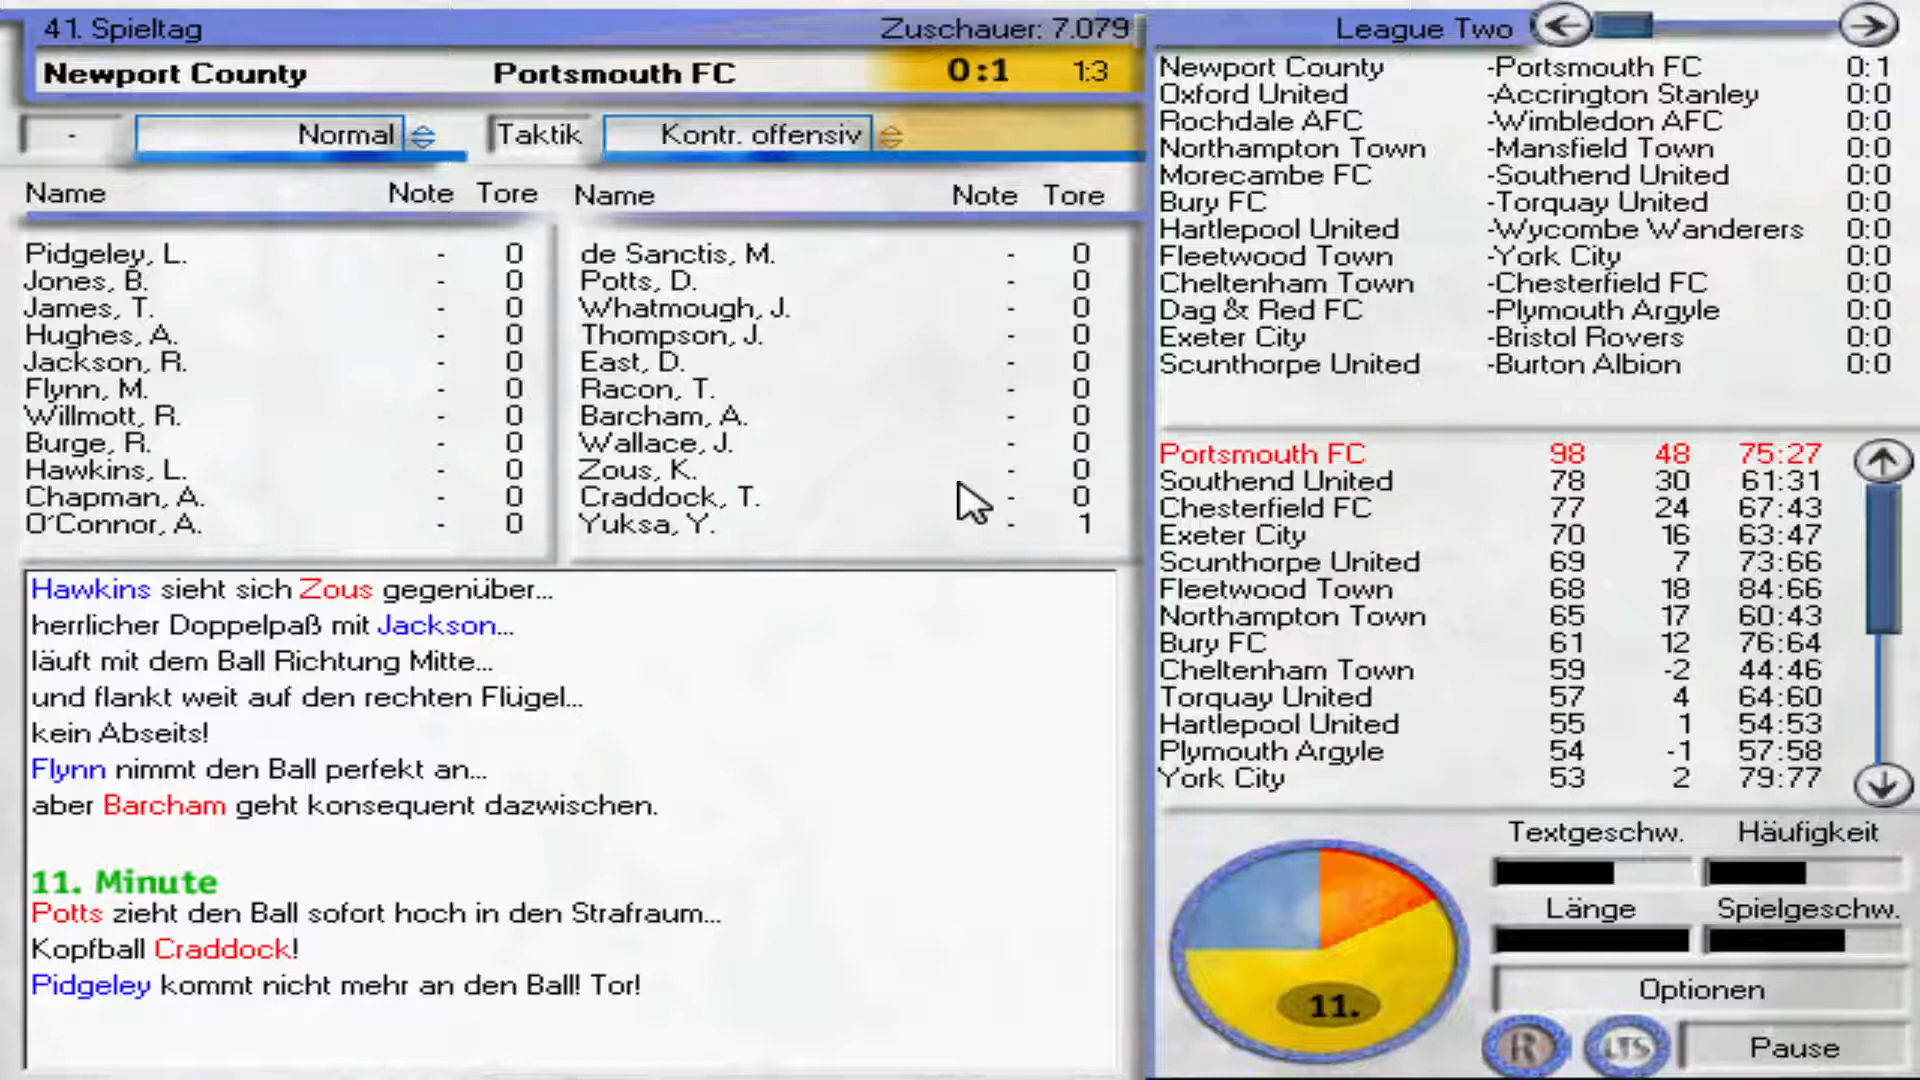 41. Spieltag Zuschauer: 7.079
Newport County Portsmouth FC 0:1 1:3
- Normal Taktik Kontr. offensiv
Name Note Tore Name Note Tore
Pidgeley, L. - 0 de Sanctis, M. - 0
Jones, B. - 0 Potts, D. - 0
James, T. - 0 Whatmough, J. - 0
Hughes, A. - 0 Thompson, J. - 0
Jackson, R. - 0 East, D. - 0
Flynn, M. - 0 Racon, T. - 0
Willmott, R. - 0 Barcham, A. - 0
Burge, R. - 0 Wallace, J. - 0
Hawkins, L. - 0 Zous, K. - 0
Chapman, A. - 0 Craddock, T. - 0
O'Connor, A. - 0 Yuksa, Y. - 1
Hawkins sieht sich Zous gegenüber...
herrlicher Doppelpaß mit Jackson...
läuft mit dem Ball Richtung Mitte...
und flankt weit auf den rechten Flügel...
kein Abseits!
Flynn nimmt den Ball perfekt an...
aber Barcham geht konsequent dazwischen.
11. Minute
Potts zieht den Ball sofort hoch in den Strafraum...
Kopfball Craddock!
Pidgeley kommt nicht mehr an den Ball! Tor!
League Two
Newport County -Portsmouth FC 0:1
Oxford United -Accrington Stanley 0:0
Rochdale AFC -Wimbledon AFC 0:0
Northampton Town -Mansfield Town 0:0
Morecambe FC -Southend United 0:0
Bury FC -Torquay United 0:0
Hartlepool United -Wycombe Wanderers 0:0
Fleetwood Town -York City 0:0
Cheltenham Town -Chesterfield FC 0:0
Dag & Red FC -Plymouth Argyle 0:0
Exeter City -Bristol Rovers 0:0
Scunthorpe United -Burton Albion 0:0
Portsmouth FC 98 48 75:27
Southend United 78 30 61:31
Chesterfield FC 77 24 67:43
Exeter City 70 16 63:47
Scunthorpe United 69 7 73:66
Fleetwood Town 68 18 84:66
Northampton Town 65 17 60:43
Bury FC 61 12 76:64
Cheltenham Town 59 -2 44:46
Torquay United 57 4 64:60
Hartlepool United 55 1 54:53
Plymouth Argyle 54 -1 57:58
York City 53 2 79:77
Textgeschw. Häufigkeit
Länge Spielgeschw.
11.
Optionen
R LTS Pause